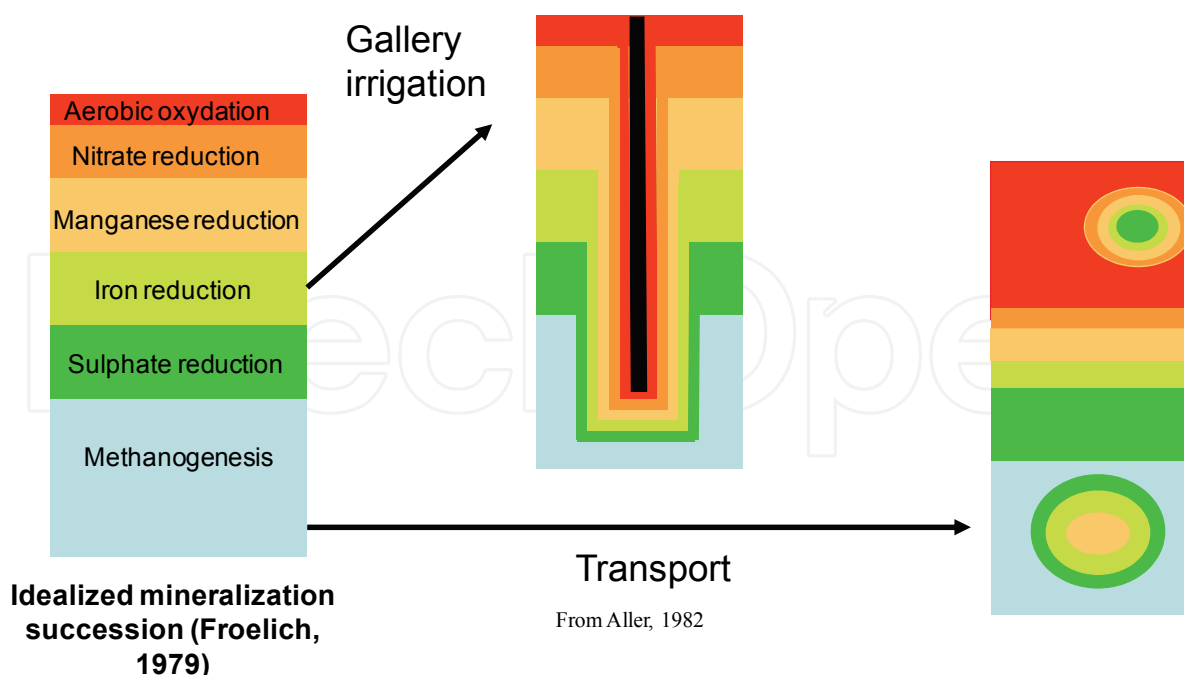 Gallery
irrigation
Aerobic oxydation
Nitrate reduction
Manganese reduction
Iron reduction
Sulphate reduction
Methanogenesis
Transport
From Aller, 1982
Idealized mineralization
succession (Froelich,
1979)